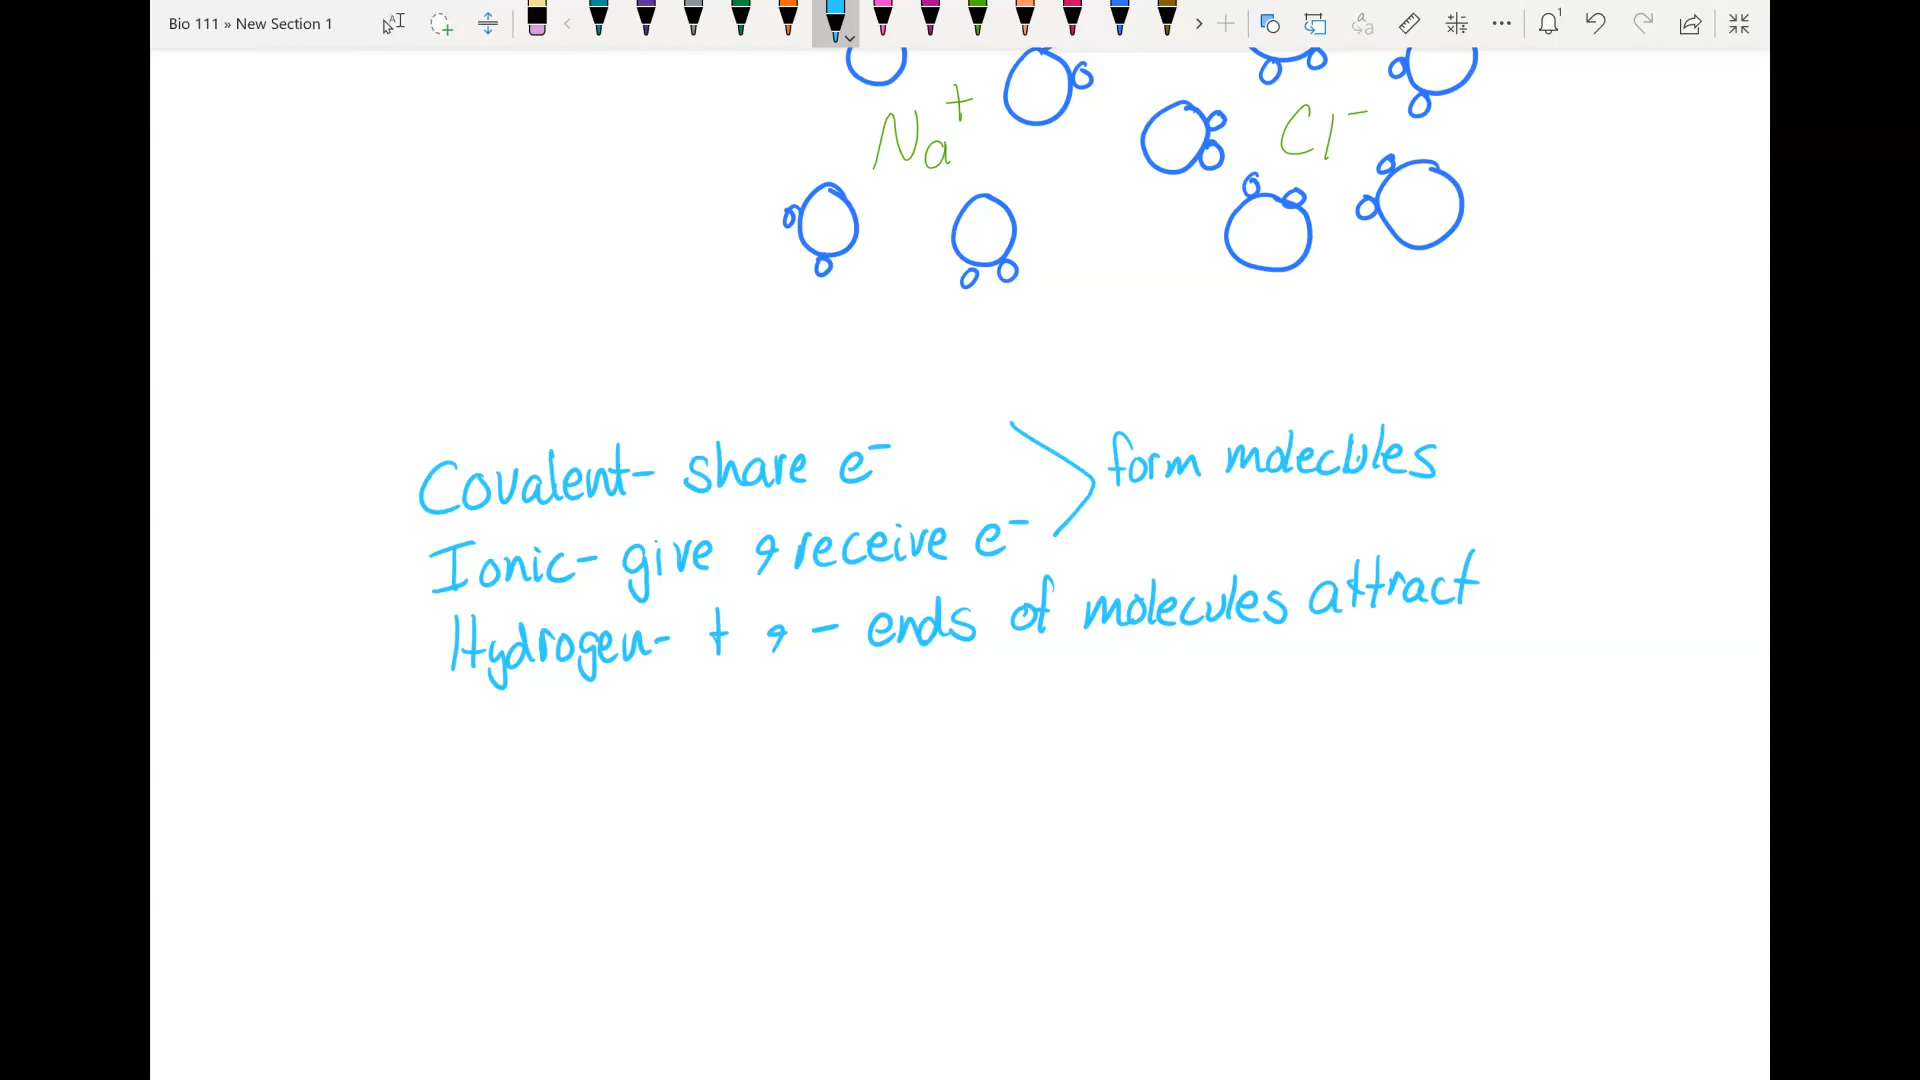 Bio 111 » New Section 1
Na+
Cl-
Covalent- share e-
form molecules
Ionic- give & receive e-
Hydrogen- + & - ends of molecules attract